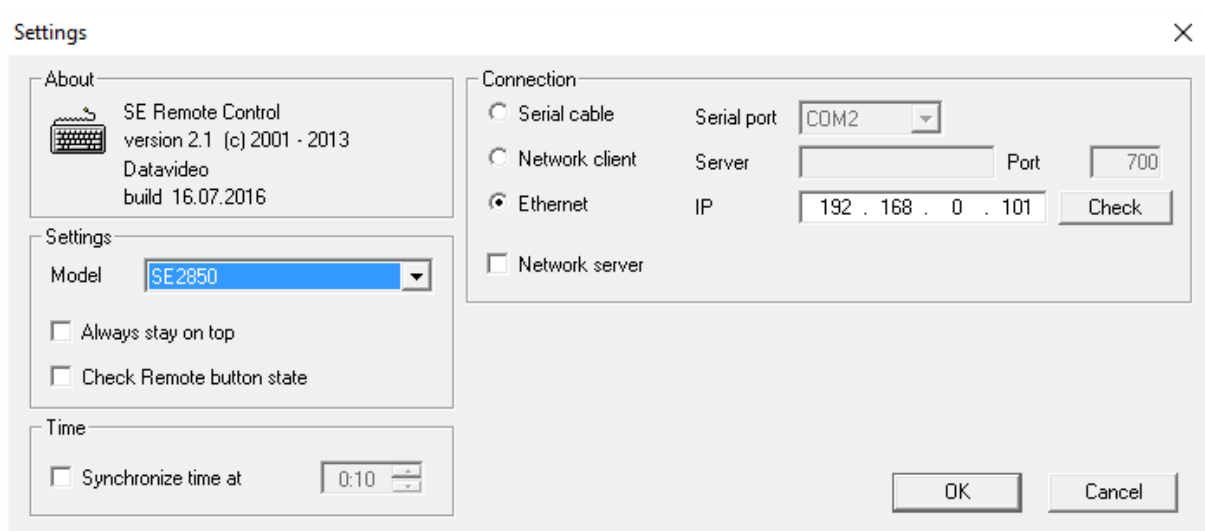 Settings
About
SE Remote Control
version 2.1 (c) 2001 - 2013
Datavideo
build 16.07.2016
Settings
Model SE2850
Always stay on top
Check Remote button state
Time
Synchronize time at 0:10
Connection
Serial cable Serial port COM2
Network client Server Port 700
Ethernet IP 192 . 168 . 0 . 101 Check
Network server
OK Cancel